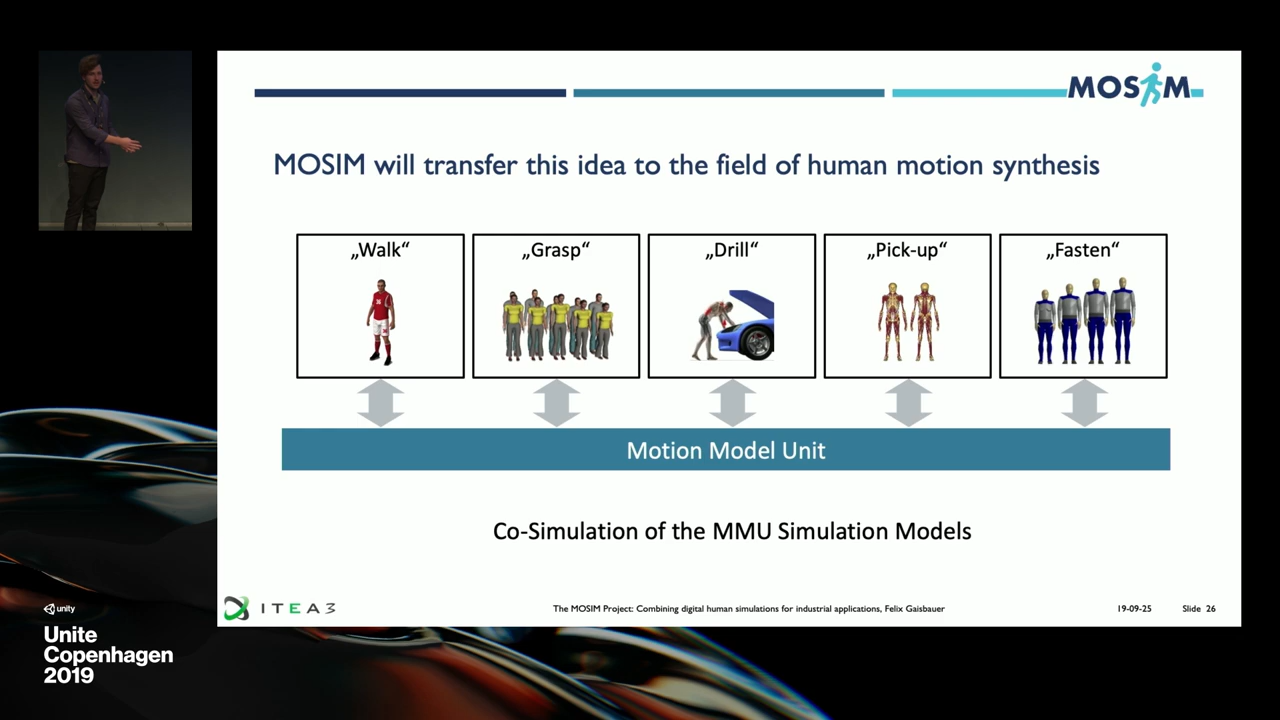 MOSIM
MOSIM will transfer this idea to the field of human motion synthesis
„Walk“
„Grasp“
„Drill“
„Pick-up“
„Fasten“
Motion Model Unit
Co-Simulation of the MMU Simulation Models
ITEA3
The MOSIM Project: Combining digital human simulations for industrial applications, Felix Gaisbauer
19-09-25
Slide 26
unity
Unite
Copenhagen
2019